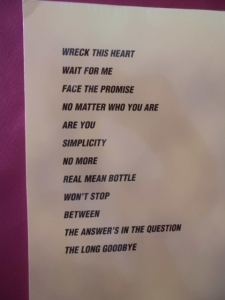 WRECK THIS HEART
WAIT FOR ME
FACE THE PROMISE
NO MATTER WHO YOU ARE
ARE YOU
SIMPLICITY
NO MORE
REAL MEAN BOTTLE
WON'T STOP
BETWEEN
THE ANSWER'S IN THE QUESTION
THE LONG GOODBYE